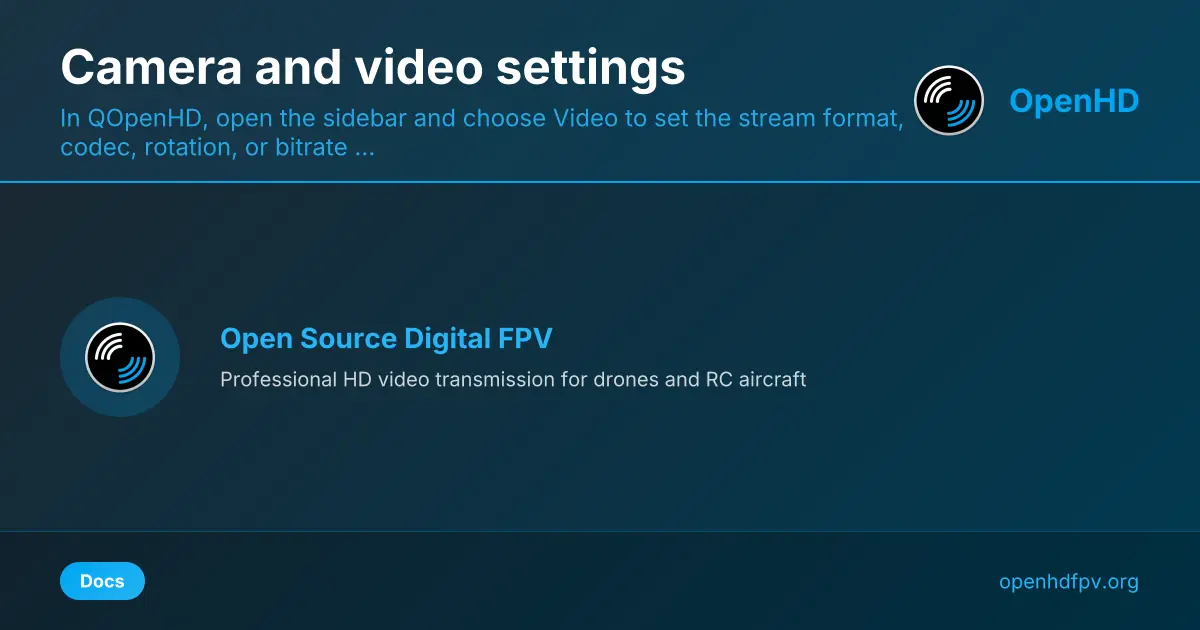 Camera and video settings
In QOpenHD, open the sidebar and choose Video to set the stream format,
codec, rotation, or bitrate ...
OpenHD
Open Source Digital FPV
Professional HD video transmission for drones and RC aircraft
Docs
openhdfpv.org